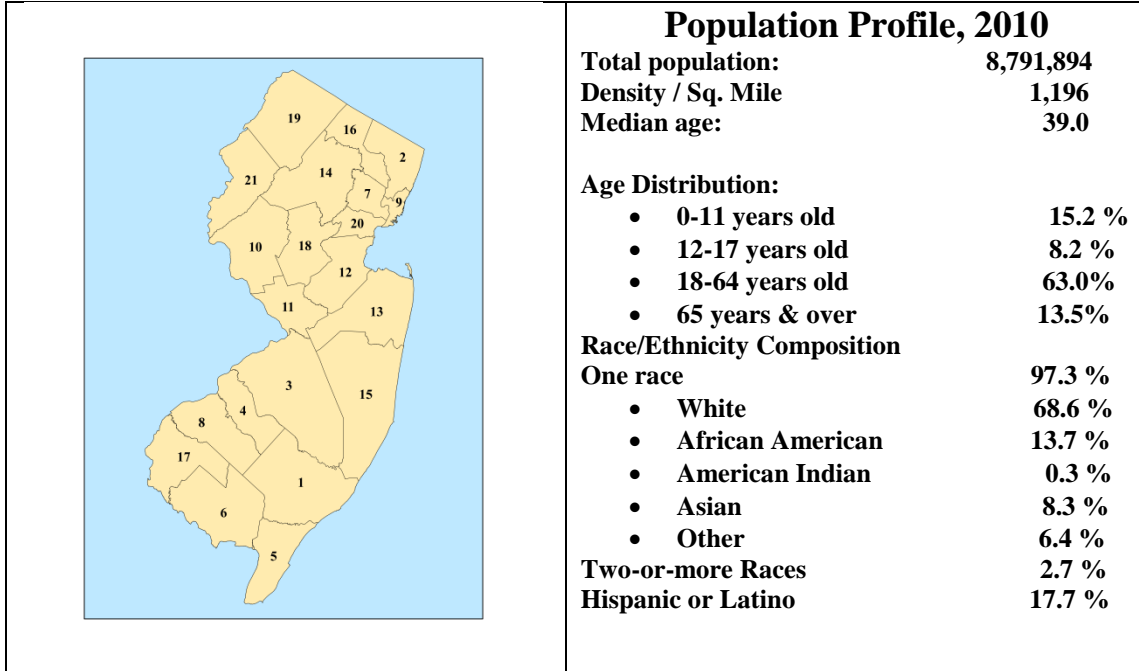 19
16
2
14
21
7
9
20
10
18
12
11
13
3
15
4
8
17
1
6
5
Population Profile, 2010
Total population: 8,791,894
Density / Sq. Mile 1,196
Median age: 39.0
Age Distribution:
• 0-11 years old 15.2 %
• 12-17 years old 8.2 %
• 18-64 years old 63.0%
• 65 years & over 13.5%
Race/Ethnicity Composition
One race 97.3 %
• White 68.6 %
• African American 13.7 %
• American Indian 0.3 %
• Asian 8.3 %
• Other 6.4 %
Two-or-more Races 2.7 %
Hispanic or Latino 17.7 %